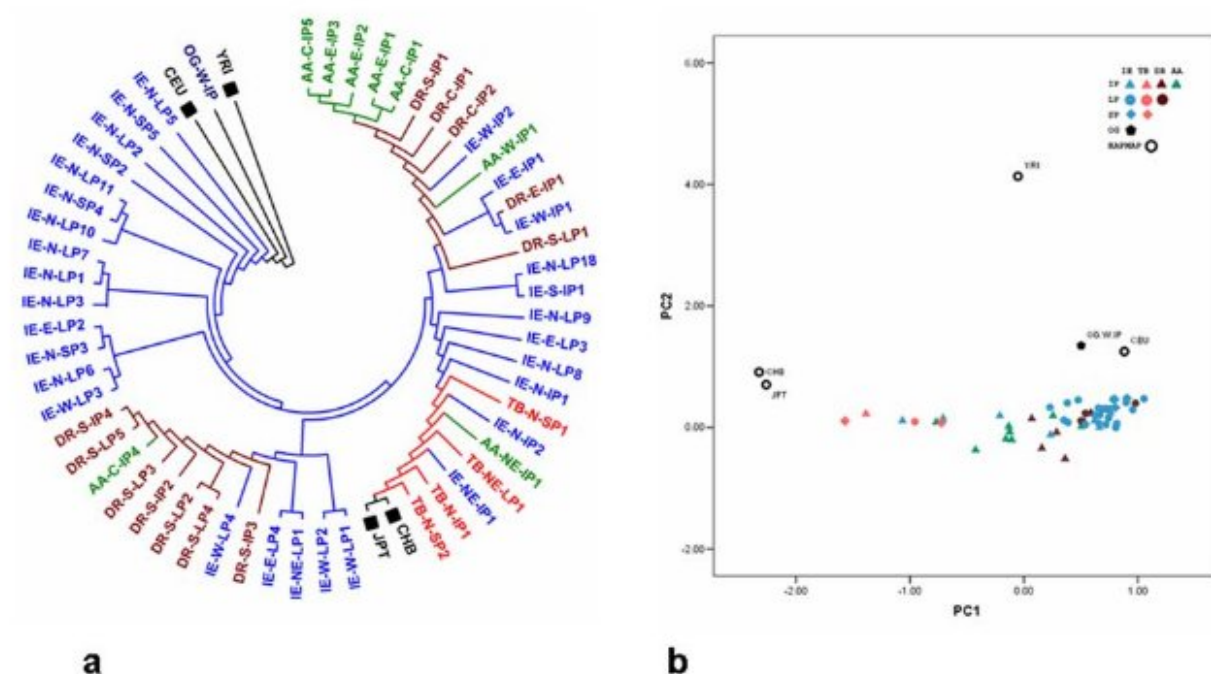 AA-C-IP5
AA-E-IP3
AA-E-IP2
AA-E-IP1
AA-C-IP1
DR-S-IP1
DR-C-IP1
DR-C-IP2
IE-W-IP2
AA-W-IP1
IE-E-IP1
DR-E-IP1
IE-W-IP1
DR-S-LP1
IE-N-LP18
IE-S-IP1
IE-N-LP9
IE-E-LP3
IE-N-LP8
IE-N-IP1
TB-N-SP1
IE-N-IP2
AA-NE-IP1
TB-NE-LP1
IE-NE-IP1
TB-N-IP1
TB-N-SP2
CHB
JPT
IE-W-LP1
IE-W-LP2
IE-NE-LP1
IE-E-LP4
DR-S-IP3
IE-W-LP4
DR-S-LP4
DR-S-LP2
DR-S-IP2
DR-S-LP3
AA-C-IP4
DR-S-LP5
DR-S-IP4
IE-W-LP3
IE-N-LP6
IE-N-SP3
IE-E-LP2
IE-N-LP3
IE-N-LP1
IE-N-LP7
IE-N-LP10
IE-N-SP4
IE-N-LP11
IE-N-SP2
IE-N-LP2
IE-N-SP5
IE-N-LP5
CEU
OG-W-IP
YRI
a
6.00
4.00
2.00
0.00
-2.00
PC2
-2.00
-1.00
0.00
1.00
PC1
IE TB DR AA
IP
LP
SP
OG
HAPMAP
YRI
OG.W.IP
CEU
CHB
JPT
b